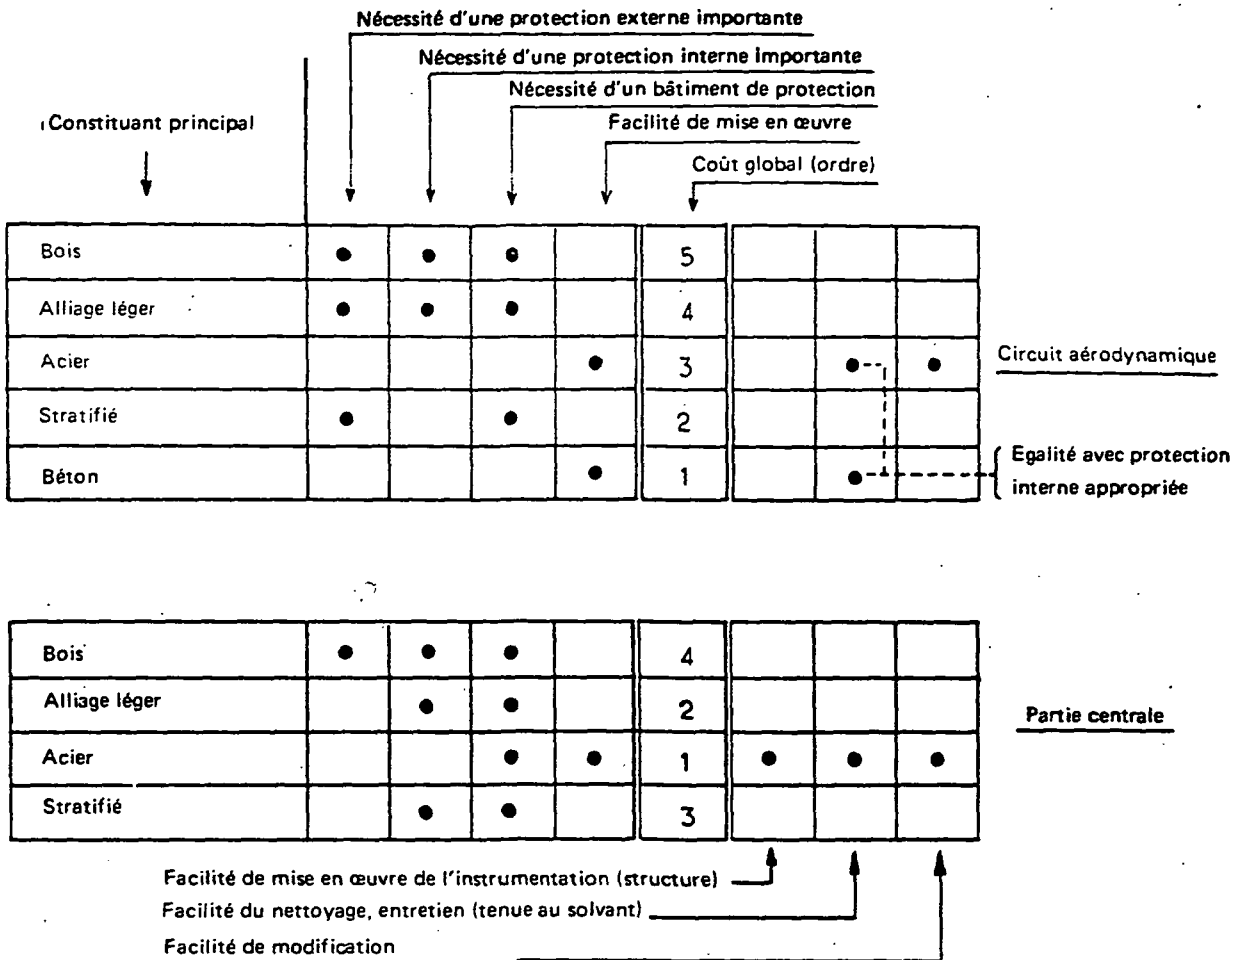 Nécessité d'une protection externe importante
Nécessité d'une protection interne importante
Nécessité d'un bâtiment de protection
Constituant principal
Facilité de mise en œuvre
Coût global (ordre)
Bois ● ● ● 5
Alliage léger ● ● ● 4
Acier ● 3 ● ●
Circuit aérodynamique
Stratifié ● ● 2
Béton ● 1 ●
Egalité avec protection
interne appropriée
Bois ● ● ● 4
Alliage léger ● ● 2
Partie centrale
Acier ● ● 1 ● ● ●
Stratifié ● ● 3
Facilité de mise en œuvre de l'instrumentation (structure)
Facilité du nettoyage, entretien (tenue au solvant)
Facilité de modification